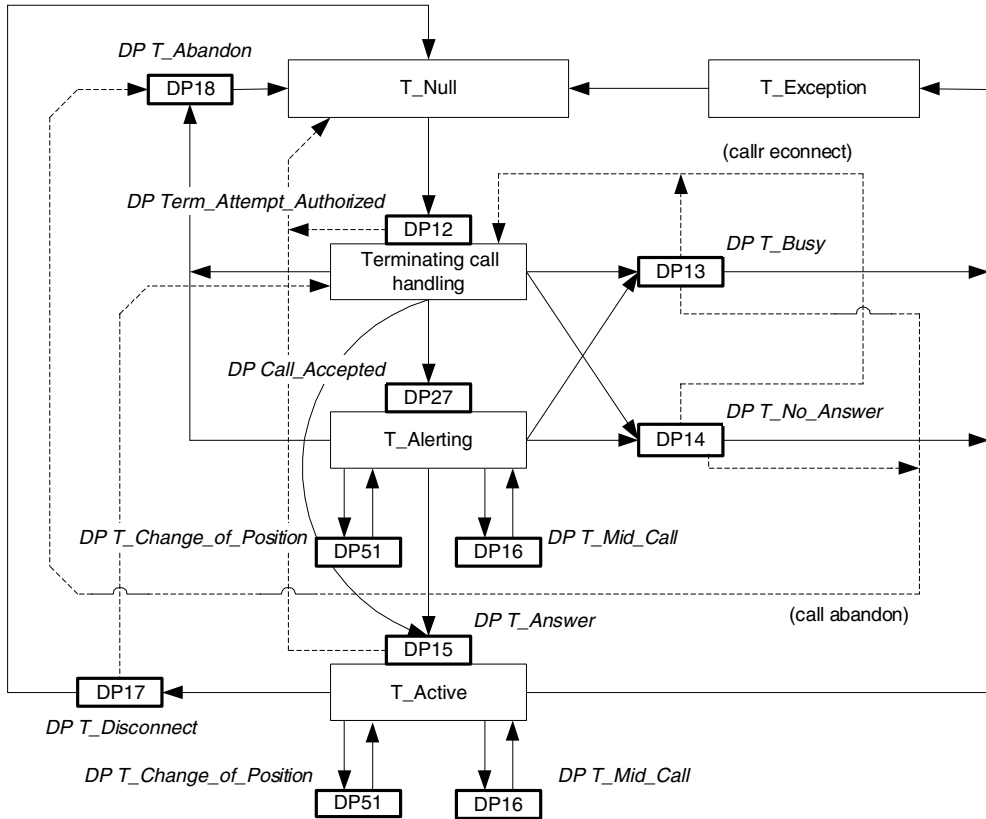 DP T_Abandon
DP18
T_Null
T_Exception
(callr econnect)
DP Term_Attempt_Authorized
DP12
Terminating call
handling
DP T_Busy
DP13
DP Call_Accepted
DP27
T_Alerting
DP T_No_Answer
DP14
DP T_Change_of_Position
DP51
DP16
DP T_Mid_Call
(call abandon)
DP T_Answer
DP15
DP17
T_Active
DP T_Disconnect
DP T_Change_of_Position
DP51
DP16
DP T_Mid_Call